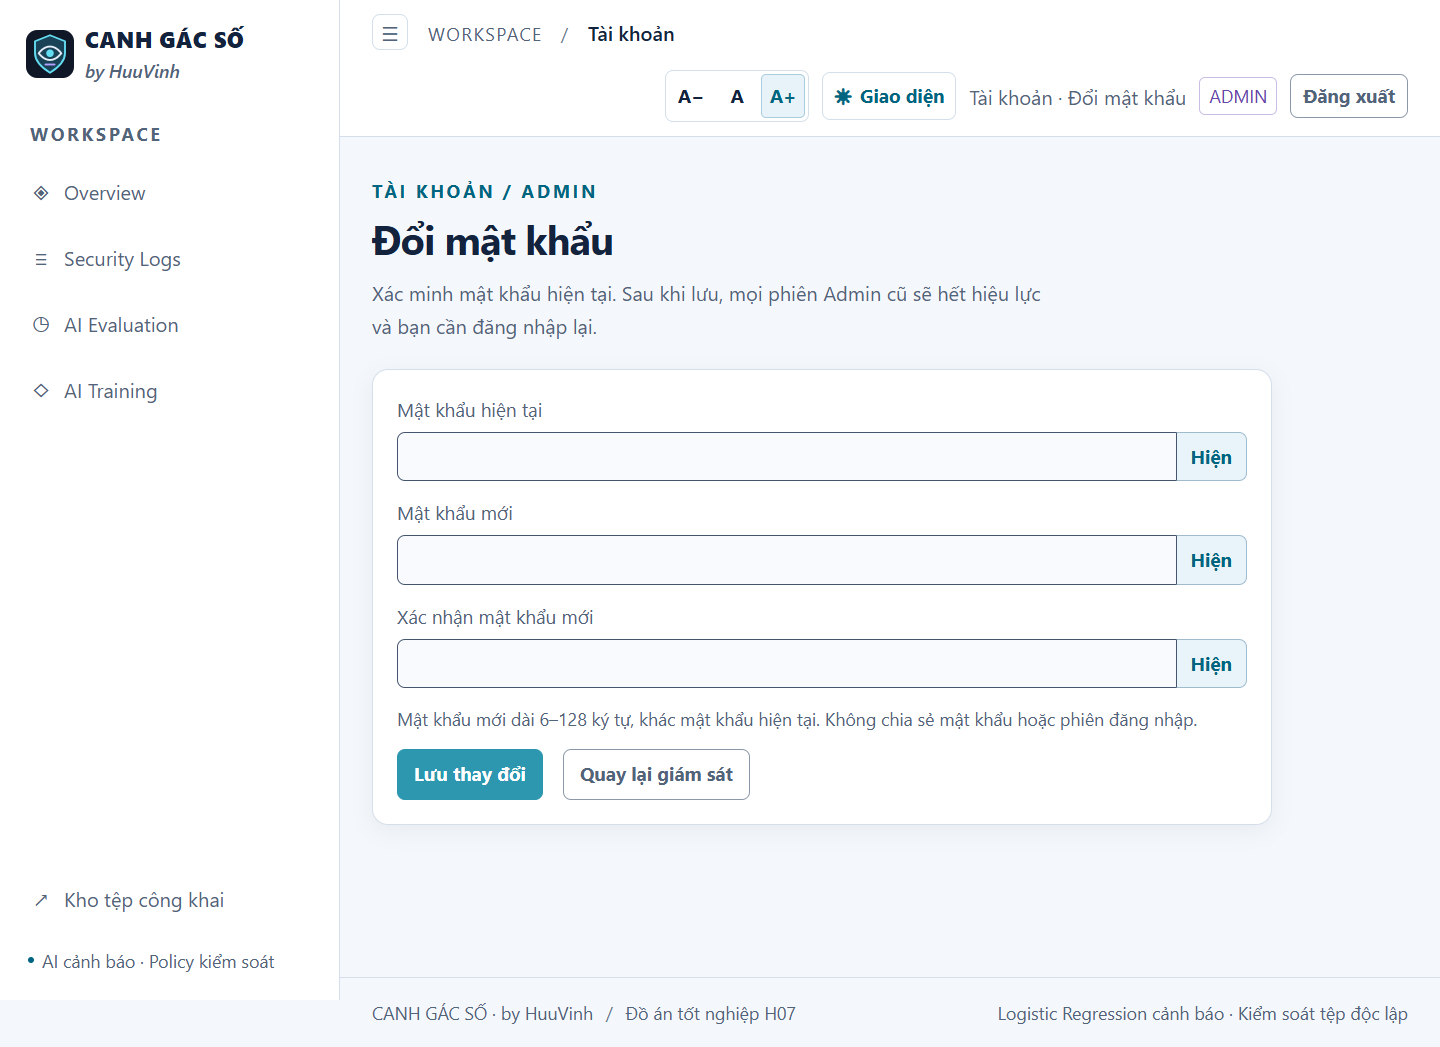 CANH GÁC SỐ
by HuuVinh
WORKSPACE
Overview
Security Logs
AI Evaluation
AI Training
Kho tệp công khai
AI cảnh báo · Policy kiểm soát
WORKSPACE / Tài khoản
A− A A+ Giao diện Tài khoản · Đổi mật khẩu ADMIN Đăng xuất
TÀI KHOẢN / ADMIN
Đổi mật khẩu
Xác minh mật khẩu hiện tại. Sau khi lưu, mọi phiên Admin cũ sẽ hết hiệu lực
và bạn cần đăng nhập lại.
Mật khẩu hiện tại
Hiện
Mật khẩu mới
Hiện
Xác nhận mật khẩu mới
Hiện
Mật khẩu mới dài 6–128 ký tự, khác mật khẩu hiện tại. Không chia sẻ mật khẩu hoặc phiên đăng nhập.
Lưu thay đổi Quay lại giám sát
CANH GÁC SỐ · by HuuVinh / Đồ án tốt nghiệp H07
Logistic Regression cảnh báo · Kiểm soát tệp độc lập